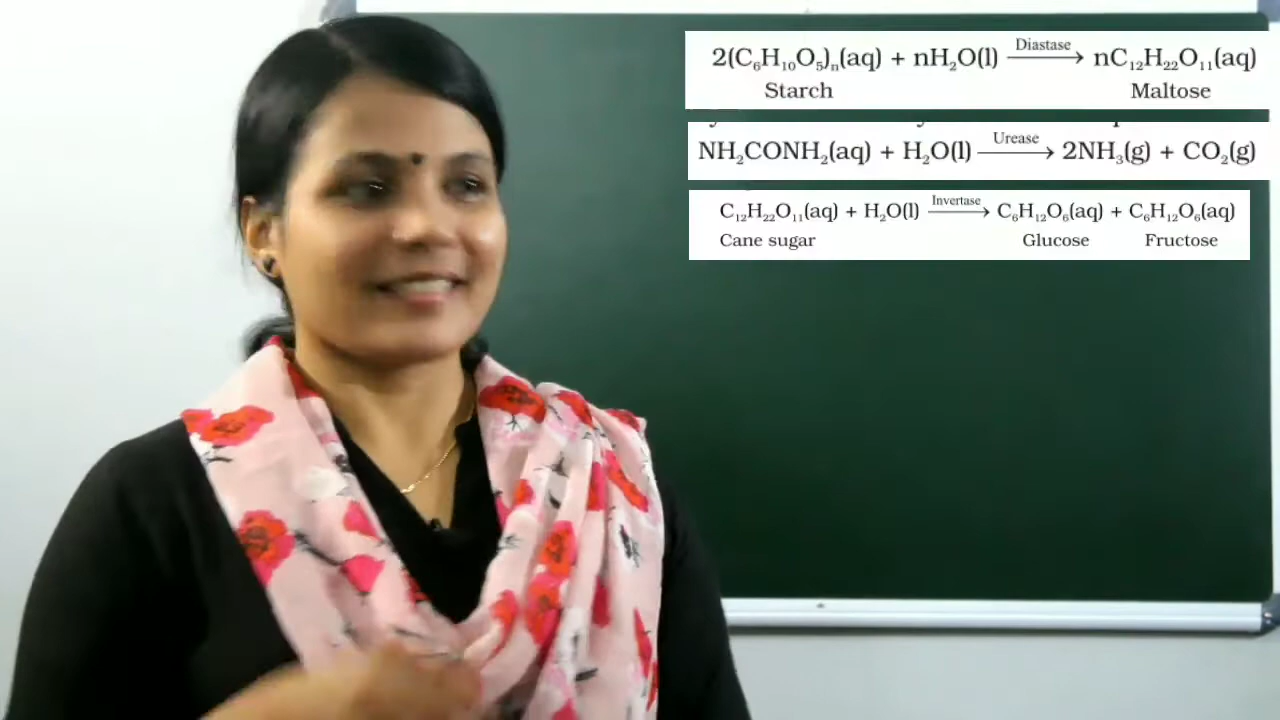 2(C₆H₁₀O₅)ₙ(aq) + nH₂O(l) Diastase⟶ nC₁₂H₂₂O₁₁(aq)
Starch Maltose
NH₂CONH₂(aq) + H₂O(l) Urease⟶ 2NH₃(g) + CO₂(g)
C₁₂H₂₂O₁₁(aq) + H₂O(l) Invertase⟶ C₆H₁₂O₆(aq) + C₆H₁₂O₆(aq)
Cane sugar Glucose Fructose